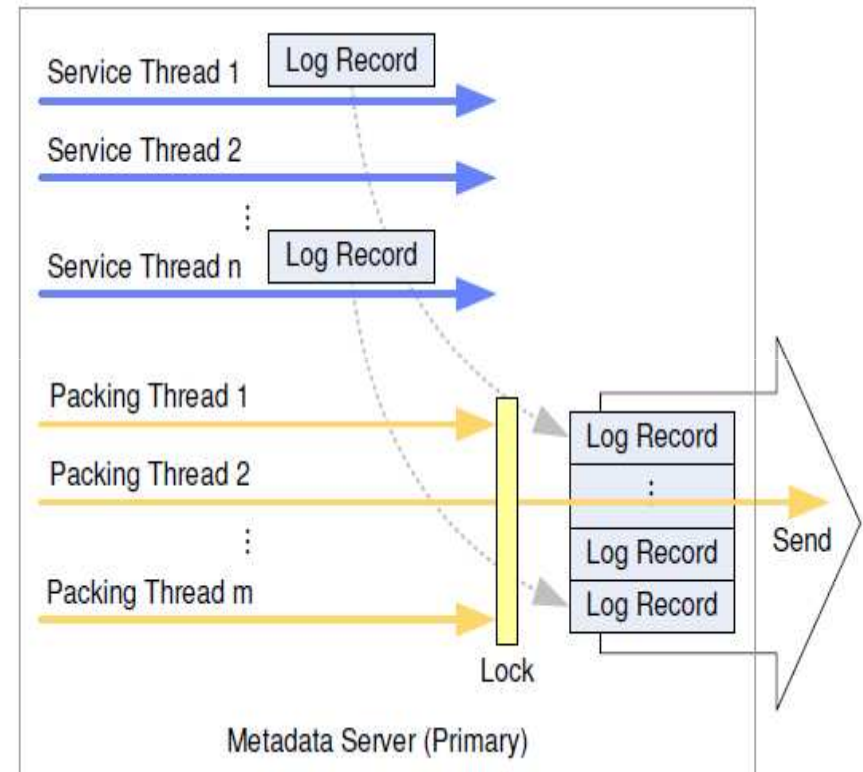 Service Thread 1
Log Record
Service Thread 2
⋮
Service Thread n
Log Record
Packing Thread 1
Packing Thread 2
⋮
Packing Thread m
Lock
Log Record
⋮
Log Record
Log Record
Send
Metadata Server (Primary)